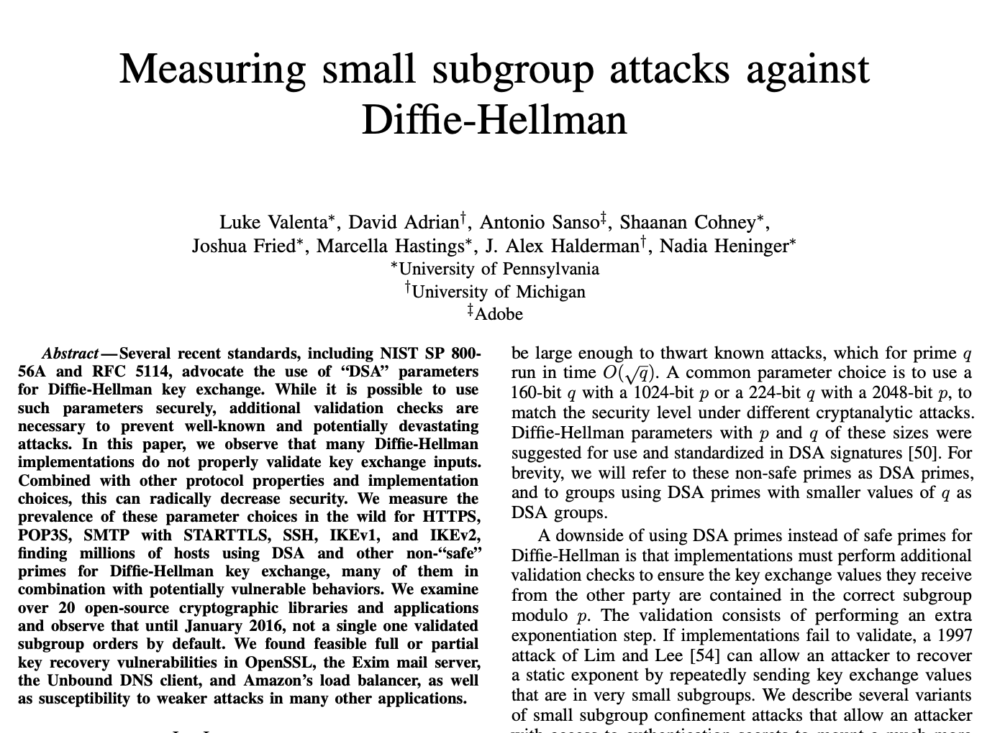 Measuring small subgroup attacks against
Diffie-Hellman
Luke Valenta*, David Adrian†, Antonio Sanso‡, Shaanan Cohney*,
Joshua Fried*, Marcella Hastings*, J. Alex Halderman†, Nadia Heninger*
*University of Pennsylvania
†University of Michigan
‡Adobe
Abstract—Several recent standards, including NIST SP 800-
56A and RFC 5114, advocate the use of “DSA” parameters
for Diffie-Hellman key exchange. While it is possible to use
such parameters securely, additional validation checks are
necessary to prevent well-known and potentially devastating
attacks. In this paper, we observe that many Diffie-Hellman
implementations do not properly validate key exchange inputs.
Combined with other protocol properties and implementation
choices, this can radically decrease security. We measure the
prevalence of these parameter choices in the wild for HTTPS,
POP3S, SMTP with STARTTLS, SSH, IKEv1, and IKEv2,
finding millions of hosts using DSA and other non-“safe”
primes for Diffie-Hellman key exchange, many of them in
combination with potentially vulnerable behaviors. We examine
over 20 open-source cryptographic libraries and applications
and observe that until January 2016, not a single one validated
subgroup orders by default. We found feasible full or partial
key recovery vulnerabilities in OpenSSL, the Exim mail server,
the Unbound DNS client, and Amazon’s load balancer, as well
as susceptibility to weaker attacks in many other applications.
be large enough to thwart known attacks, which for prime q
run in time O(√q). A common parameter choice is to use a
160-bit q with a 1024-bit p or a 224-bit q with a 2048-bit p, to
match the security level under different cryptanalytic attacks.
Diffie-Hellman parameters with p and q of these sizes were
suggested for use and standardized in DSA signatures [50]. For
brevity, we will refer to these non-safe primes as DSA primes,
and to groups using DSA primes with smaller values of q as
DSA groups.
A downside of using DSA primes instead of safe primes for
Diffie-Hellman is that implementations must perform additional
validation checks to ensure the key exchange values they receive
from the other party are contained in the correct subgroup
modulo p. The validation consists of performing an extra
exponentiation step. If implementations fail to validate, a 1997
attack of Lim and Lee [54] can allow an attacker to recover
a static exponent by repeatedly sending key exchange values
that are in very small subgroups. We describe several variants
of small subgroup confinement attacks that allow an attacker